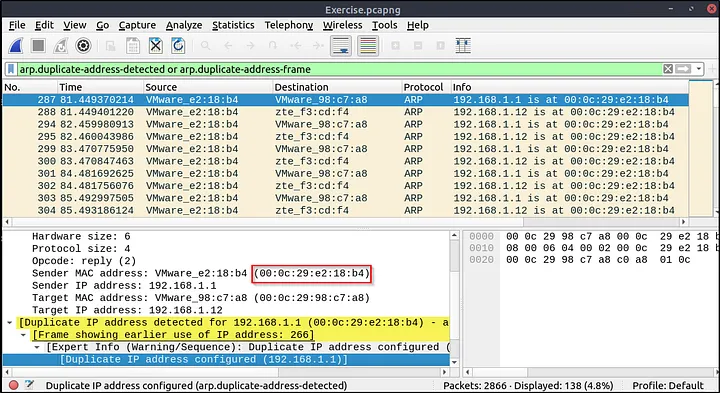 Exercise.pcapng
File Edit View Go Capture Analyze Statistics Telephony Wireless Tools Help
arp.duplicate-address-detected or arp.duplicate-address-frame
No. Time Source Destination Protocol Info
287 81.449370214 VMware_e2:18:b4 VMware_98:c7:a8 ARP 192.168.1.1 is at 00:0c:29:e2:18:b4
288 81.449401220 VMware_e2:18:b4 zte_f3:cd:f4 ARP 192.168.1.12 is at 00:0c:29:e2:18:b4
294 82.459980913 VMware_e2:18:b4 VMware_98:c7:a8 ARP 192.168.1.1 is at 00:0c:29:e2:18:b4
295 82.460043986 VMware_e2:18:b4 zte_f3:cd:f4 ARP 192.168.1.12 is at 00:0c:29:e2:18:b4
299 83.470775950 VMware_e2:18:b4 VMware_98:c7:a8 ARP 192.168.1.1 is at 00:0c:29:e2:18:b4
300 83.470847463 VMware_e2:18:b4 zte_f3:cd:f4 ARP 192.168.1.12 is at 00:0c:29:e2:18:b4
301 84.481692625 VMware_e2:18:b4 VMware_98:c7:a8 ARP 192.168.1.1 is at 00:0c:29:e2:18:b4
302 84.481756076 VMware_e2:18:b4 zte_f3:cd:f4 ARP 192.168.1.12 is at 00:0c:29:e2:18:b4
303 85.492997505 VMware_e2:18:b4 VMware_98:c7:a8 ARP 192.168.1.1 is at 00:0c:29:e2:18:b4
304 85.493186124 VMware_e2:18:b4 zte_f3:cd:f4 ARP 192.168.1.12 is at 00:0c:29:e2:18:b4
Hardware size: 6
Protocol size: 4
Opcode: reply (2)
Sender MAC address: VMware_e2:18:b4 (00:0c:29:e2:18:b4)
Sender IP address: 192.168.1.1
Target MAC address: VMware_98:c7:a8 (00:0c:29:98:c7:a8)
Target IP address: 192.168.1.12
[Duplicate IP address detected for 192.168.1.1 (00:0c:29:e2:18:b4) - a
[Frame showing earlier use of IP address: 266]
[Expert Info (Warning/Sequence): Duplicate IP address configured (
[Duplicate IP address configured (192.168.1.1)]
0000 00 0c 29 98 c7 a8 00 0c 29 e2 18 b
0010 08 00 06 04 00 02 00 0c 29 e2 18 b
0020 00 0c 29 98 c7 a8 c0 a8 01 0c
Duplicate IP address configured (arp.duplicate-address-detected) Packets: 2866 · Displayed: 138 (4.8%) Profile: Default